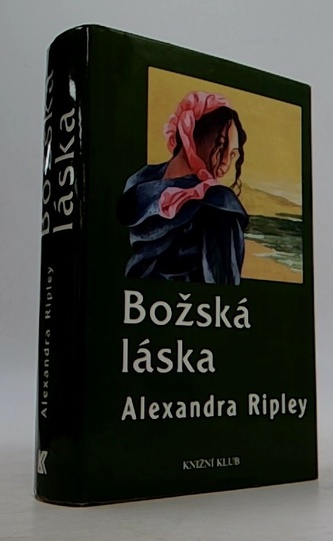 Božská
láska
Alexandra Ripley
KNIŽNÍ KLUB
Božská
láska
Alexandra Ripley
K